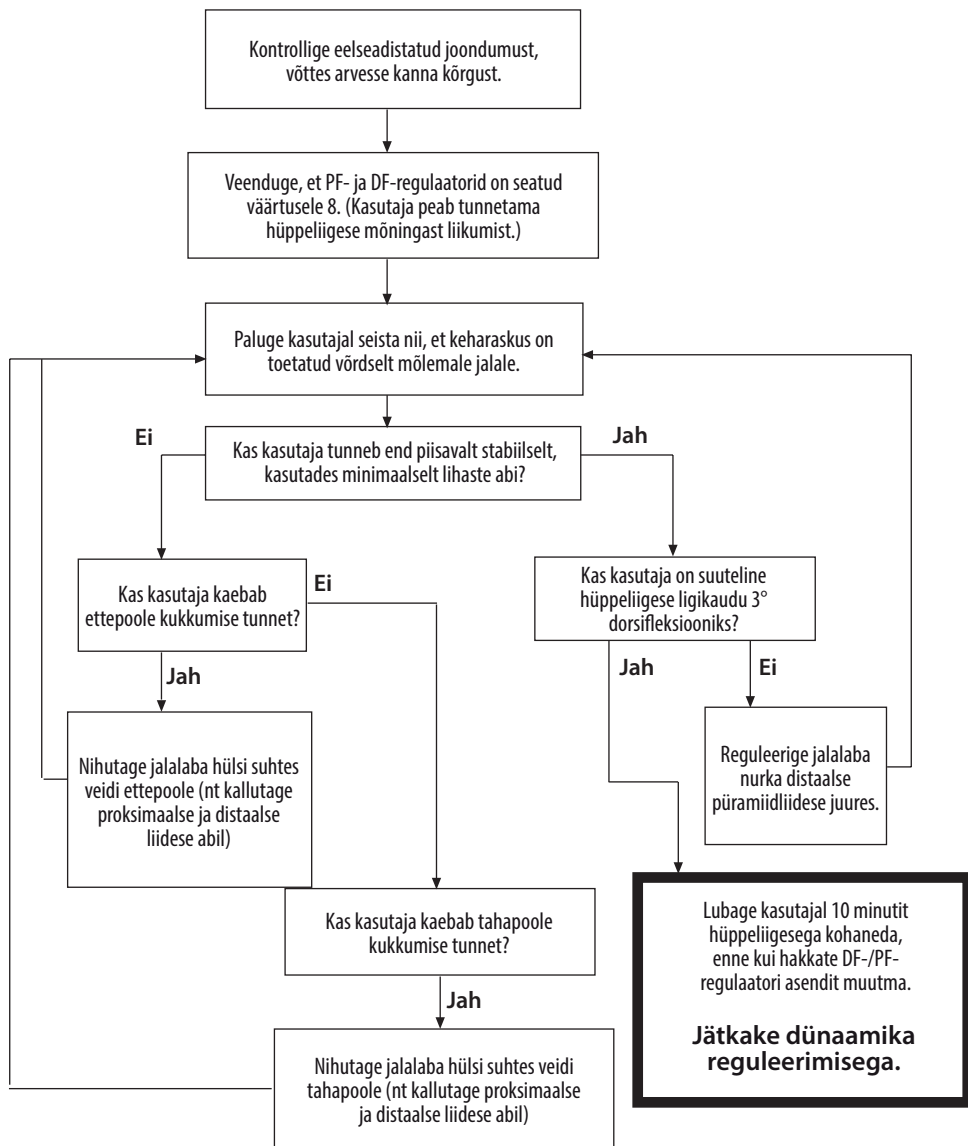 Kontrollige eelseadistatud joondumust,
võttes arvesse kanna kõrgust.
Veenduge, et PF- ja DF-regulaatorid on seatud
väärtusele 8. (Kasutaja peab tunnetama
hüppeliigese mõningast liikumist.)
Paluge kasutajal seista nii, et keharaskus on
toetatud võrdselt mõlemale jalale.
Ei
Jah
Kas kasutaja tunneb end piisavalt stabiilselt,
kasutades minimaalselt lihaste abi?
Kas kasutaja kaebab
ettepoole kukkumise tunnet?
Ei
Kas kasutaja on suuteline
hüppeliigese ligikaudu 3°
dorsifleksiooniks?
Jah
Jah
Ei
Nihutage jalalaba hülsi suhtes
veidi ettepoole (nt kallutage
proksimaalse ja distaalse
liidese abil)
Reguleerige jalalaba
nurka distaalse
püramiidliidese juures.
Kas kasutaja kaebab tahapoole
kukkumise tunnet?
Jah
Lubage kasutajal 10 minutit
hüppeliigesega kohaneda,
enne kui hakkate DF-/PF-
regulaatori asendit muutma.
Jätkake dünaamika
reguleerimisega.
Nihutage jalalaba hülsi suhtes veidi
tahapoole (nt kallutage proksimaalse
ja distaalse liidese abil)